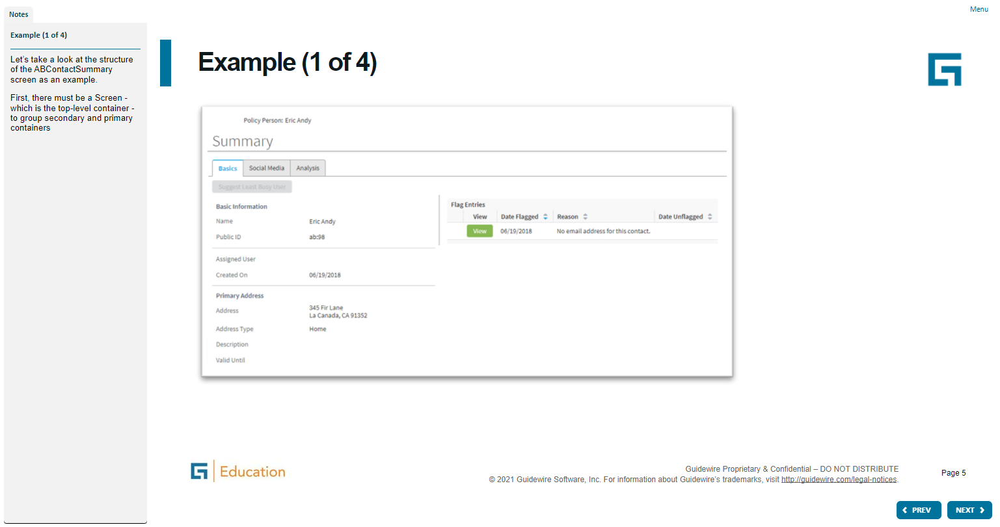 Notes
Menu
Example (1 of 4)
Let's take a look at the structure
of the ABContactSummary
screen as an example.
First, there must be a Screen -
which is the top-level container -
to group secondary and primary
containers
Example (1 of 4)
Policy Person: Eric Andy
Summary
Basics Social Media Analysis
Suggest Least Busy User
Basic Information
Name Eric Andy
Public ID ab:98
Assigned User
Created On 06/19/2018
Primary Address
Address 345 Fir Lane
La Canada, CA 91352
Address Type Home
Description
Valid Until
Flag Entries
View Date Flagged Reason Date Unflagged
View 06/19/2018 No email address for this contact.
Education
Guidewire Proprietary & Confidential – DO NOT DISTRIBUTE
© 2021 Guidewire Software, Inc. For information about Guidewire's trademarks, visit http://guidewire.com/legal-notices.
Page 5
PREV
NEXT